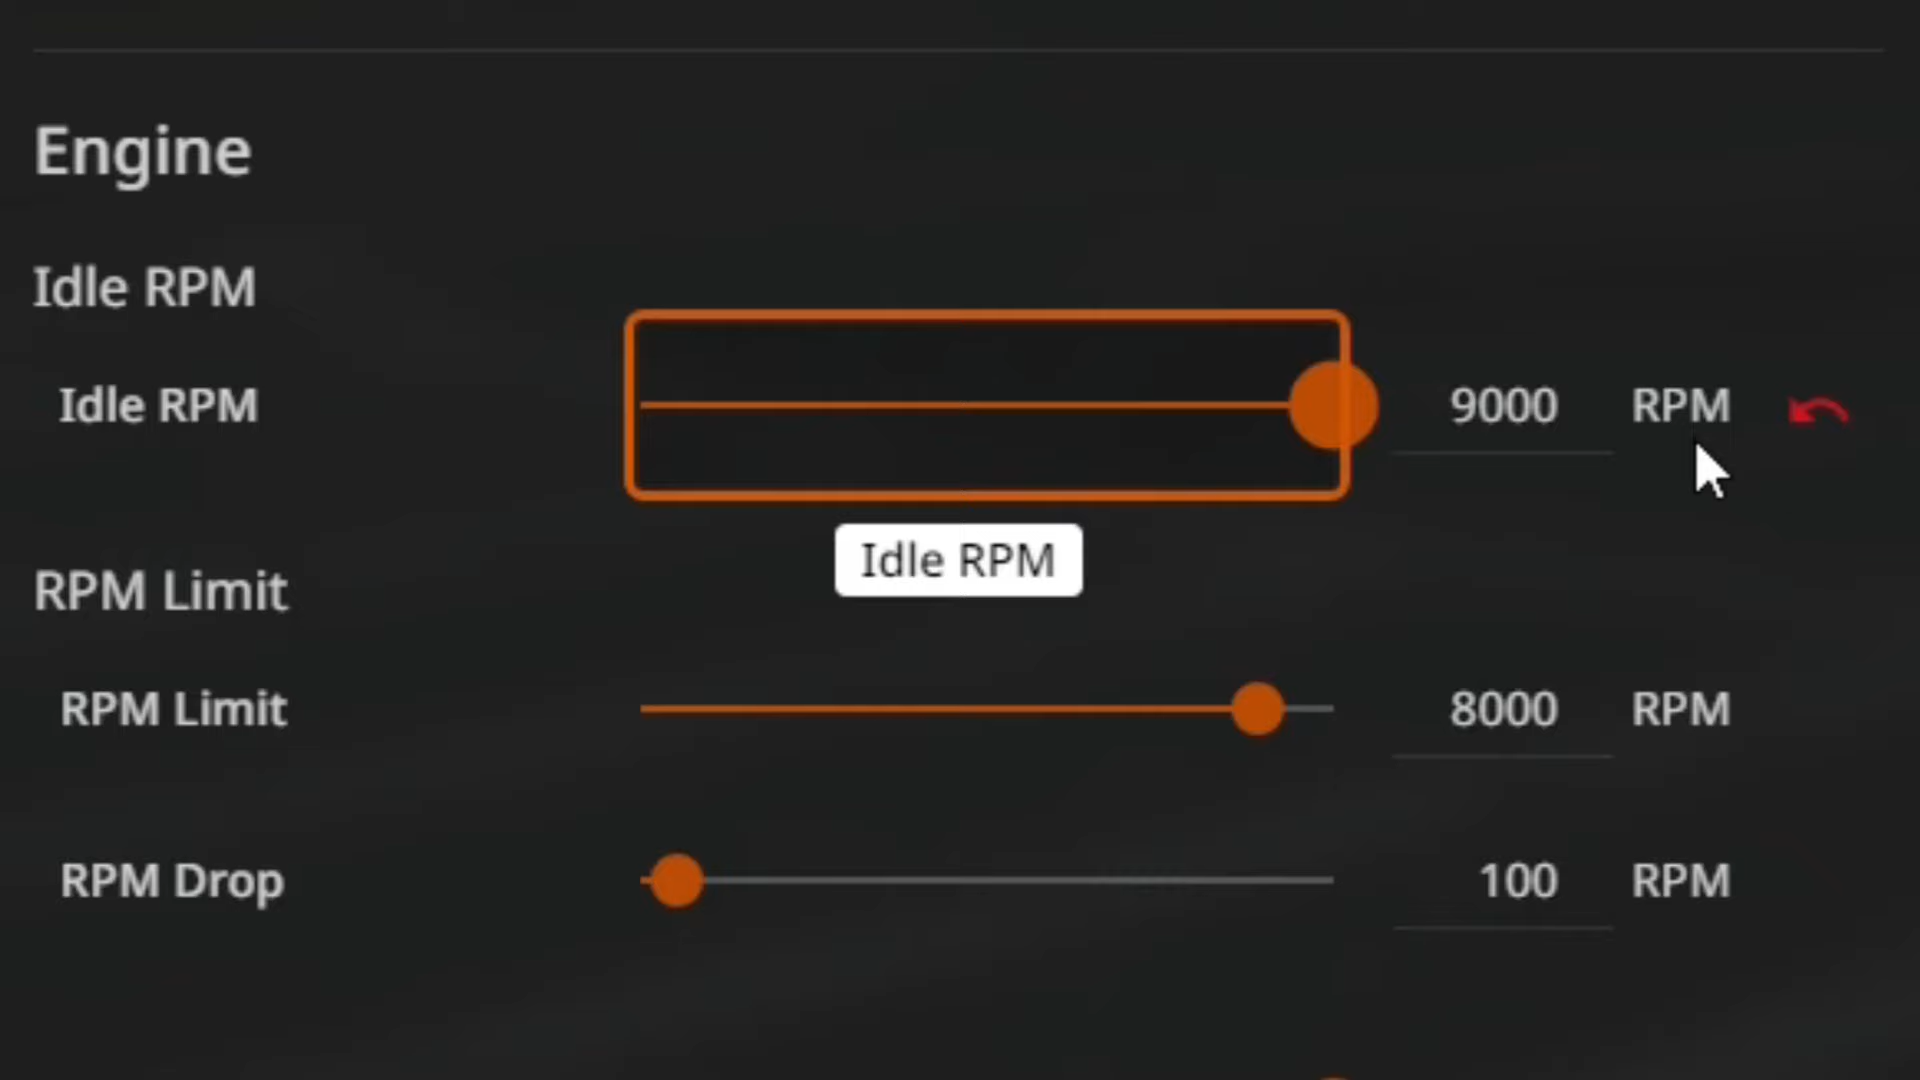 Engine
Idle RPM
Idle RPM 9000 RPM
Idle RPM
RPM Limit
RPM Limit 8000 RPM
RPM Drop 100 RPM